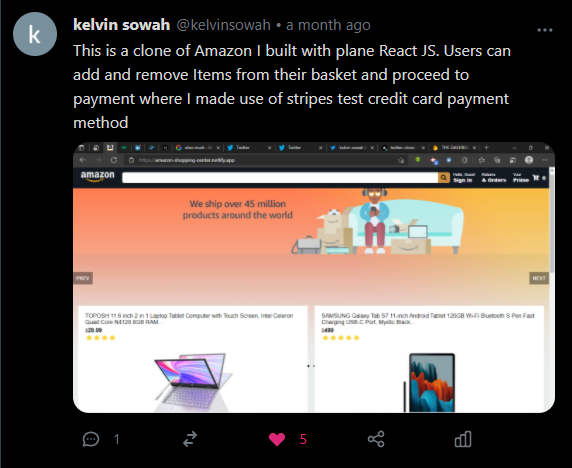 kelvin sowah @kelvinsowah • a month ago
This is a clone of Amazon I built with plane React JS. Users can
add and remove Items from their basket and proceed to
payment where I made use of stripes test credit card payment
method
Twitter
Twitter
https://amazon-shopping-center.netlify.app
amazon
Hello, Guest
Sign In
Returns
& Orders
Your
Prime
0
We ship over 45 million
products around the world
PREV
NEXT
TOPOSH 11.6 inch 2 in 1 Laptop Tablet Computer with Touch Screen, Intel Celeron
Quad Core N4120 6GB RAM...
$29.99
SAMSUNG Galaxy Tab S7 11-inch Android Tablet 128GB Wi-Fi Bluetooth S Pen Fast
Charging USB-C Port, Mystic Black...
$499
1
5